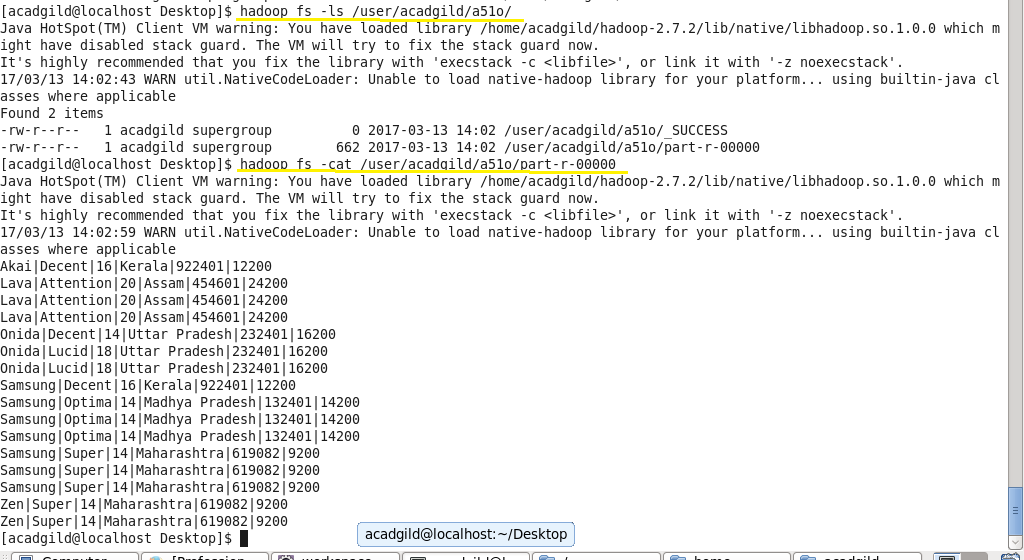 [acadgild@localhost Desktop]$ hadoop fs -ls /user/acadgild/a51o/
Java HotSpot(TM) Client VM warning: You have loaded library /home/acadgild/hadoop-2.7.2/lib/native/libhadoop.so.1.0.0 which m
ight have disabled stack guard. The VM will try to fix the stack guard now.
It's highly recommended that you fix the library with 'execstack -c <libfile>', or link it with '-z noexecstack'.
17/03/13 14:02:43 WARN util.NativeCodeLoader: Unable to load native-hadoop library for your platform... using builtin-java cl
asses where applicable
Found 2 items
-rw-r--r--   1 acadgild supergroup          0 2017-03-13 14:02 /user/acadgild/a51o/_SUCCESS
-rw-r--r--   1 acadgild supergroup        662 2017-03-13 14:02 /user/acadgild/a51o/part-r-00000
[acadgild@localhost Desktop]$ hadoop fs -cat /user/acadgild/a51o/part-r-00000
Java HotSpot(TM) Client VM warning: You have loaded library /home/acadgild/hadoop-2.7.2/lib/native/libhadoop.so.1.0.0 which m
ight have disabled stack guard. The VM will try to fix the stack guard now.
It's highly recommended that you fix the library with 'execstack -c <libfile>', or link it with '-z noexecstack'.
17/03/13 14:02:59 WARN util.NativeCodeLoader: Unable to load native-hadoop library for your platform... using builtin-java cl
asses where applicable
Akai|Decent|16|Kerala|922401|12200
Lava|Attention|20|Assam|454601|24200
Lava|Attention|20|Assam|454601|24200
Lava|Attention|20|Assam|454601|24200
Onida|Decent|14|Uttar Pradesh|232401|16200
Onida|Lucid|18|Uttar Pradesh|232401|16200
Onida|Lucid|18|Uttar Pradesh|232401|16200
Samsung|Decent|16|Kerala|922401|12200
Samsung|Optima|14|Madhya Pradesh|132401|14200
Samsung|Optima|14|Madhya Pradesh|132401|14200
Samsung|Optima|14|Madhya Pradesh|132401|14200
Samsung|Super|14|Maharashtra|619082|9200
Samsung|Super|14|Maharashtra|619082|9200
Samsung|Super|14|Maharashtra|619082|9200
Zen|Super|14|Maharashtra|619082|9200
Zen|Super|14|Maharashtra|619082|9200
[acadgild@localhost Desktop]$
acadgild@localhost:~/Desktop